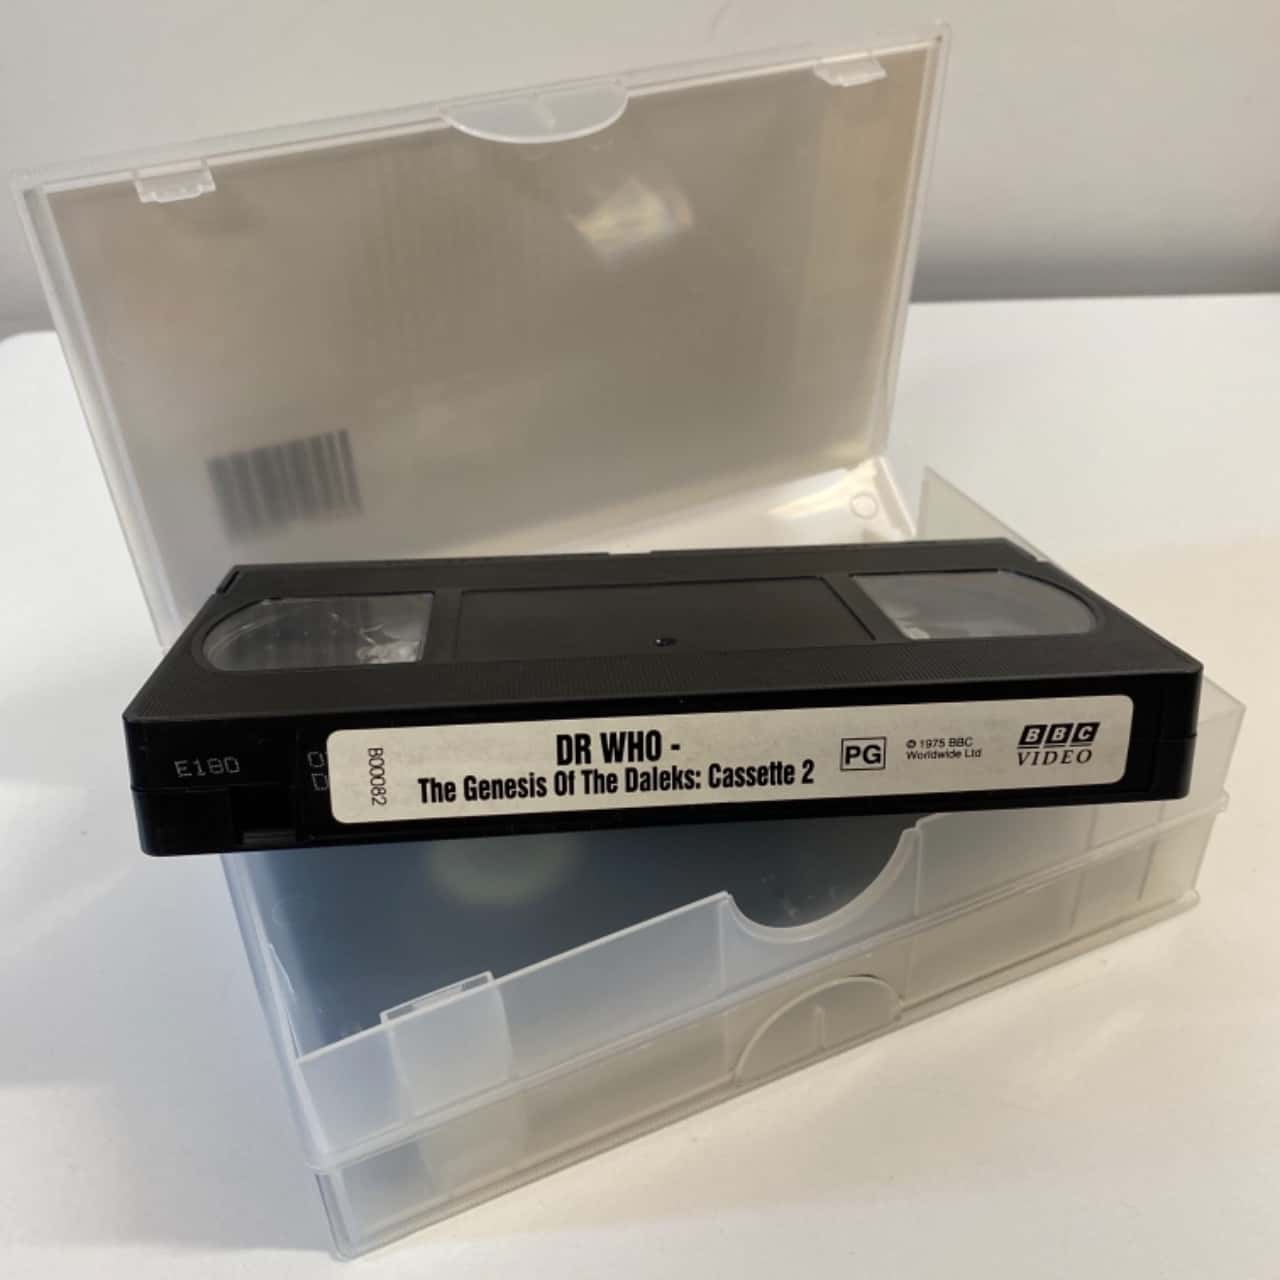 E180
B00082
DR WHO -
The Genesis Of The Daleks: Cassette 2
PG
© 1975 BBC
Worldwide Ltd
BBC
VIDEO